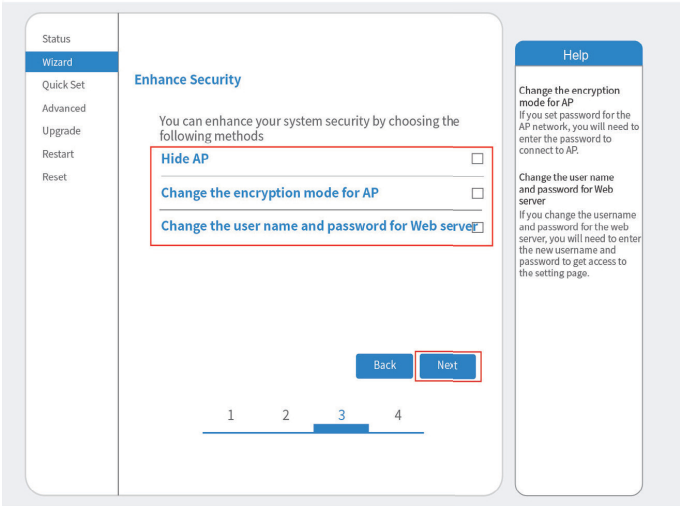 Status
Wizard
Quick Set
Advanced
Upgrade
Restart
Reset
Enhance Security
You can enhance your system security by choosing the
following methods
Hide AP
Change the encryption mode for AP
Change the user name and password for Web server
Back
Next
1 2 3 4
Help
Change the encryption
mode for AP
If you set password for the
AP network, you will need to
enter the password to
connect to AP.
Change the user name
and password for Web
server
If you change the username
and password for the web
server, you will need to enter
the new username and
password to get access to
the setting page.